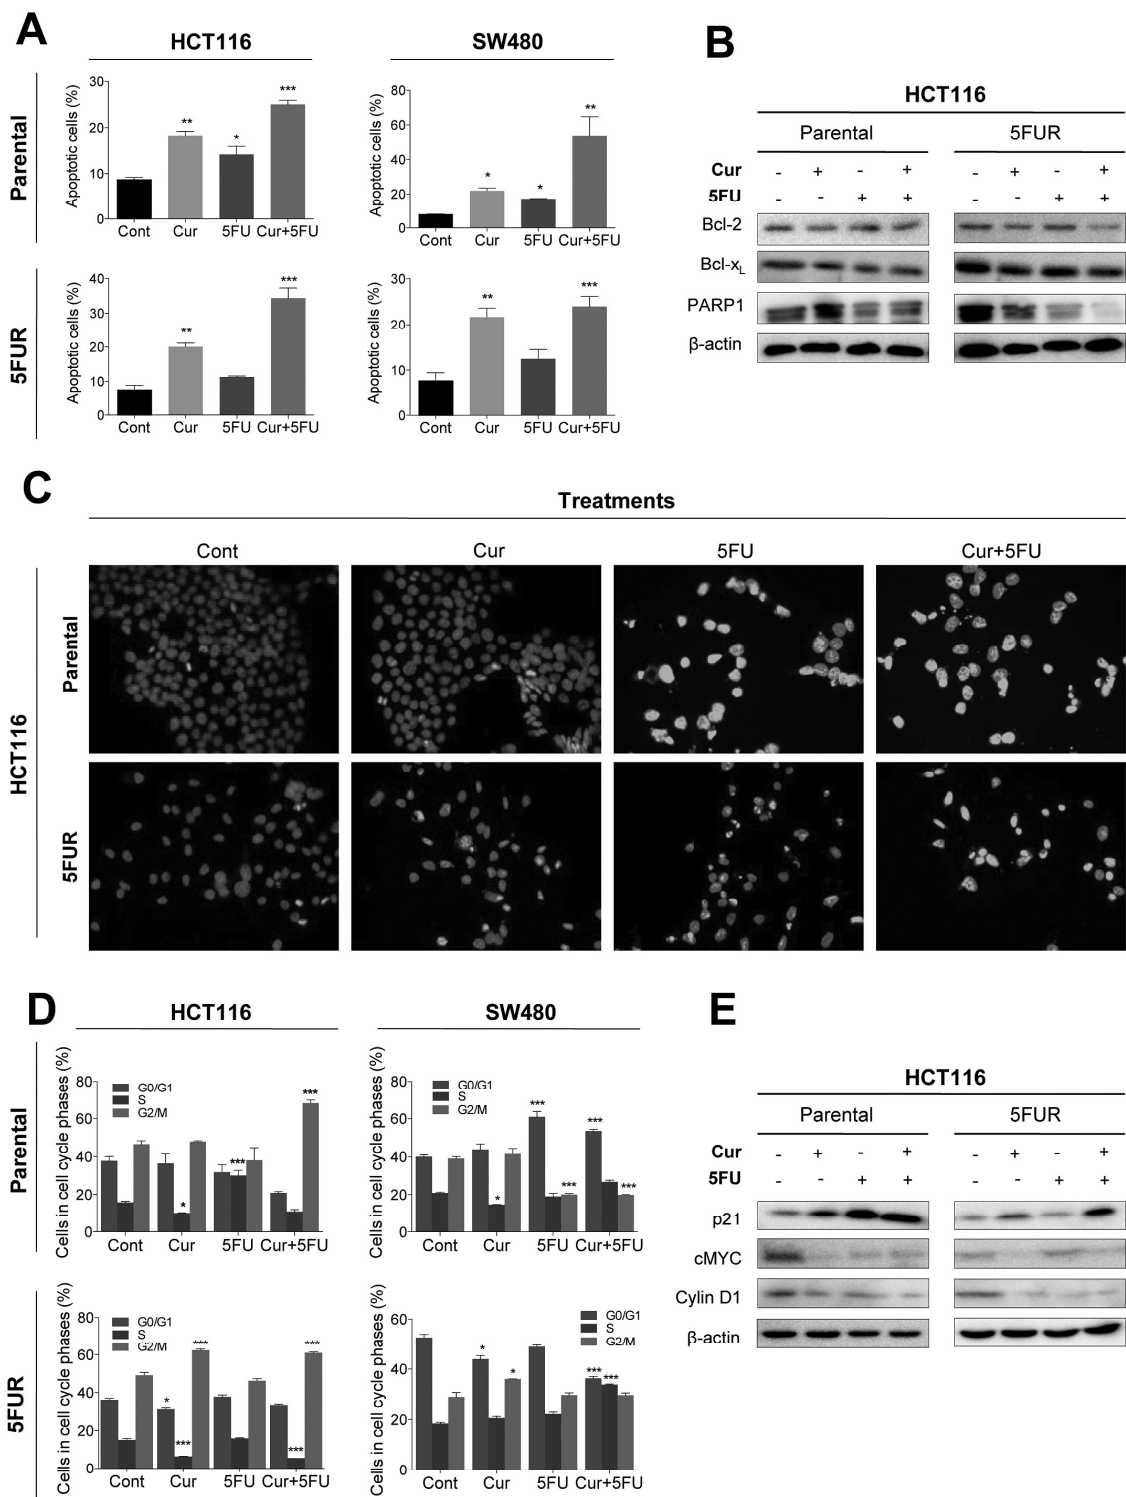 A
HCT116
SW480
Parental
Apoptotic cells (%)
30
20
10
0
**
*
***
Cont Cur 5FU Cur+5FU
Apoptotic cells (%)
80
60
40
20
0
*
*
**
Cont Cur 5FU Cur+5FU
5FUR
Apoptotic cells (%)
40
30
20
10
0
**
***
Cont Cur 5FU Cur+5FU
Apoptotic cells (%)
30
20
10
0
**
***
Cont Cur 5FU Cur+5FU
B
HCT116
Parental 5FUR
Cur - + - + - + - +
5FU - - + + - - + +
Bcl-2
Bcl-xL
PARP1
β-actin
C
Treatments
Cont Cur 5FU Cur+5FU
HCT116
Parental
5FUR
D
HCT116
SW480
Parental
Cells in cell cycle phases (%)
80
60
40
20
0
G0/G1
S
G2/M
*
***
***
Cont Cur 5FU Cur+5FU
Cells in cell cycle phases (%)
80
60
40
20
0
G0/G1
S
G2/M
*
***
***
***
***
Cont Cur 5FU Cur+5FU
5FUR
Cells in cell cycle phases (%)
80
60
40
20
0
G0/G1
S
G2/M
*
***
***
***
***
Cont Cur 5FU Cur+5FU
Cells in cell cycle phases (%)
60
40
20
0
G0/G1
S
G2/M
*
*
***
***
Cont Cur 5FU Cur+5FU
E
HCT116
Parental 5FUR
Cur - + - + - + - +
5FU - - + + - - + +
p21
cMYC
Cylin D1
β-actin